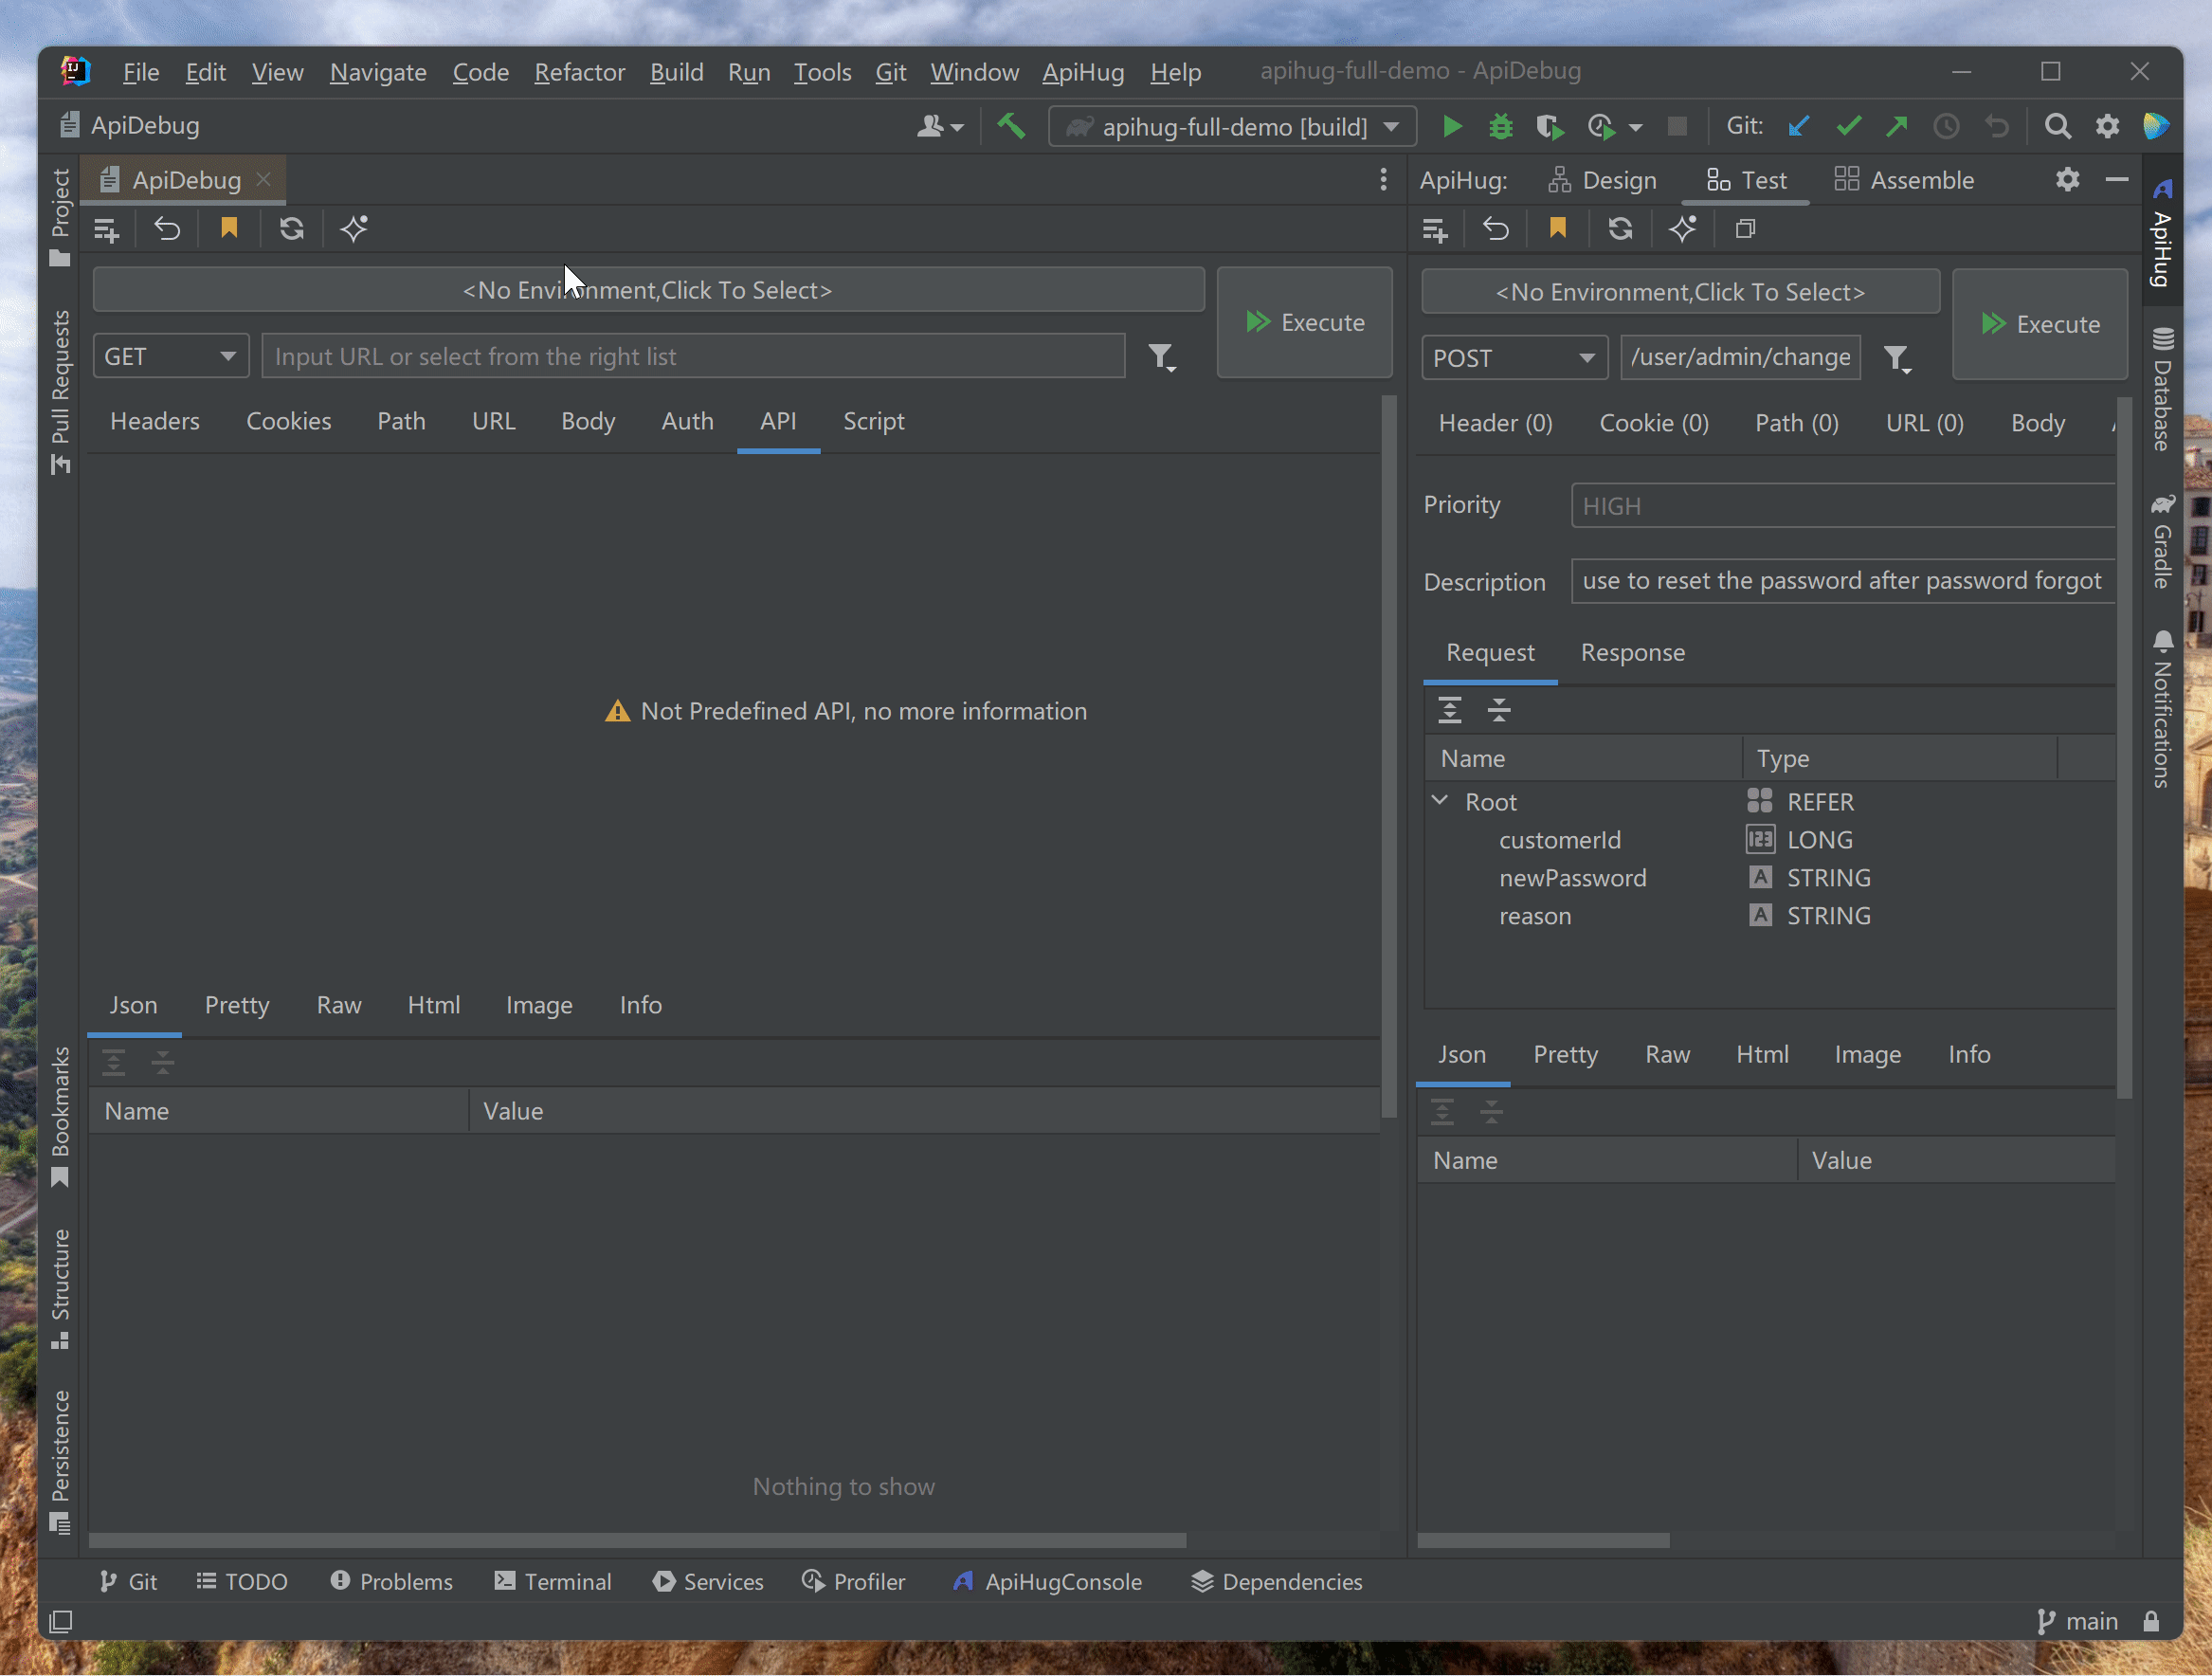 File Edit View Navigate Code Refactor Build Run Tools Git Window ApiHug Help apihug-full-demo - ApiDebug
ApiDebug apihug-full-demo [build] Git:
Project
Pull Requests
Bookmarks
Structure
Persistence
ApiDebug
<No Environment,Click To Select>
Execute
GET Input URL or select from the right list
Headers Cookies Path URL Body Auth API Script
Not Predefined API, no more information
Json Pretty Raw Html Image Info
Name Value
Nothing to show
ApiHug: Design Test Assemble
<No Environment,Click To Select>
Execute
POST /user/admin/change
Header (0) Cookie (0) Path (0) URL (0) Body
Priority HIGH
Description use to reset the password after password forgot
Request Response
Name Type
Root REFER
customerId 123 LONG
newPassword A STRING
reason A STRING
Json Pretty Raw Html Image Info
Name Value
ApiHug
Database
Gradle
Notifications
Git TODO Problems Terminal Services Profiler ApiHugConsole Dependencies
main